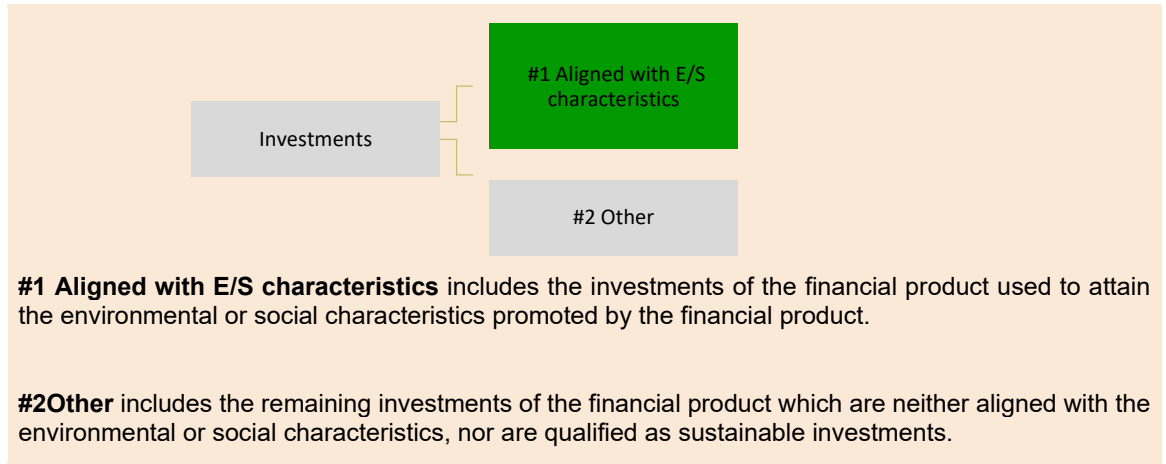 #1 Aligned with E/S
characteristics
Investments
#2 Other
#1 Aligned with E/S characteristics includes the investments of the financial product used to attain
the environmental or social characteristics promoted by the financial product.
#2Other includes the remaining investments of the financial product which are neither aligned with the
environmental or social characteristics, nor are qualified as sustainable investments.